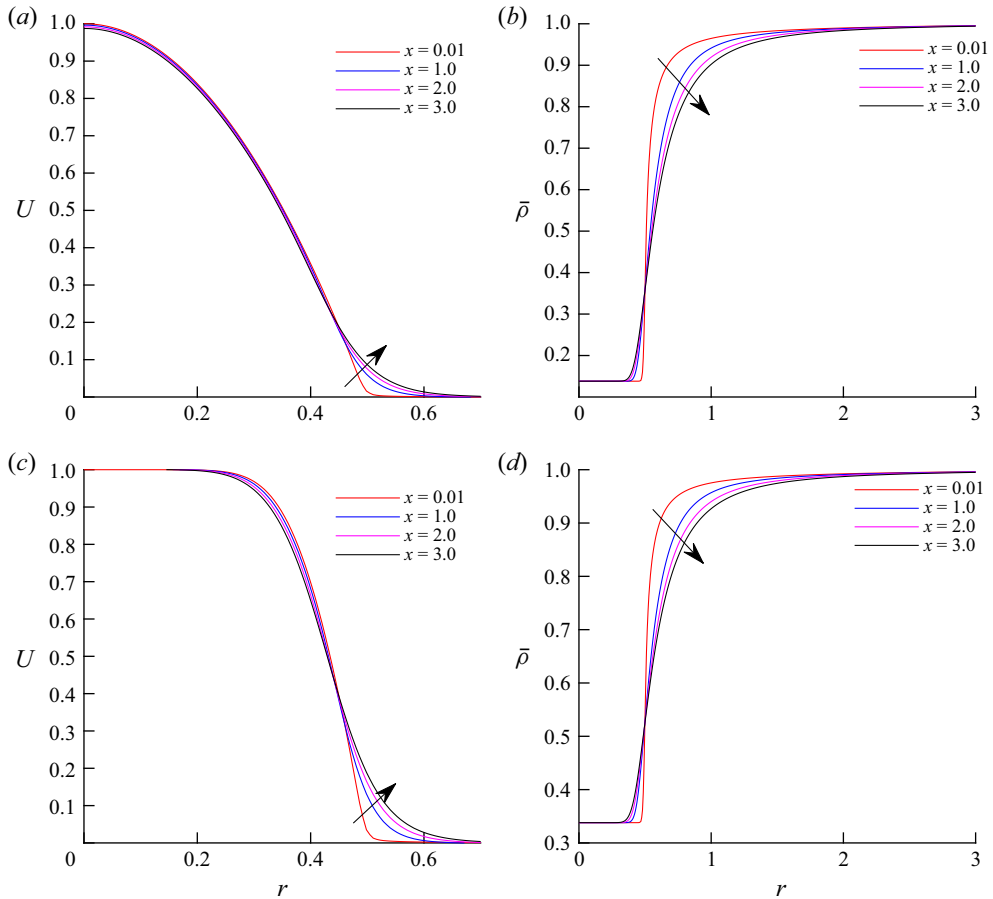 (a)
1.0
0.9
0.8
0.7
0.6
0.5
0.4
0.3
0.2
0.1
0
0.2
0.4
0.6
U
x = 0.01
x = 1.0
x = 2.0
x = 3.0
(b)
1.0
0.9
0.8
0.7
0.6
0.5
0.4
0.3
0.2
0
1
2
3
ρ̄
x = 0.01
x = 1.0
x = 2.0
x = 3.0
(c)
1.0
0.9
0.8
0.7
0.6
0.5
0.4
0.3
0.2
0.1
0
0.2
0.4
0.6
U
r
x = 0.01
x = 1.0
x = 2.0
x = 3.0
(d)
1.0
0.9
0.8
0.7
0.6
0.5
0.4
0.3
0
1
2
3
ρ̄
r
x = 0.01
x = 1.0
x = 2.0
x = 3.0